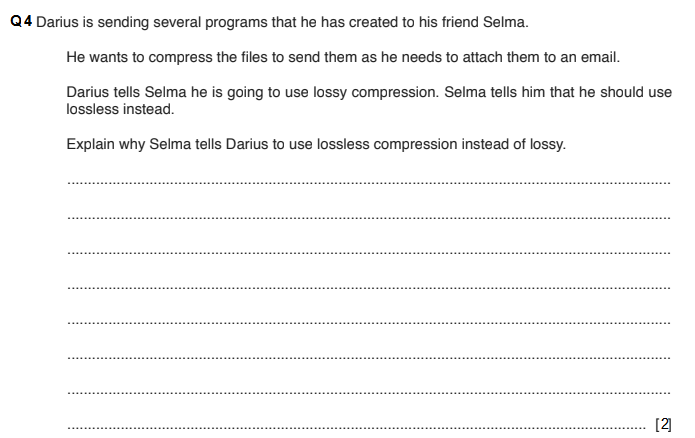 Q4 Darius is sending several programs that he has created to his friend Selma.
He wants to compress the files to send them as he needs to attach them to an email.
Darius tells Selma he is going to use lossy compression. Selma tells him that he should use
lossless instead.
Explain why Selma tells Darius to use lossless compression instead of lossy.
[2]